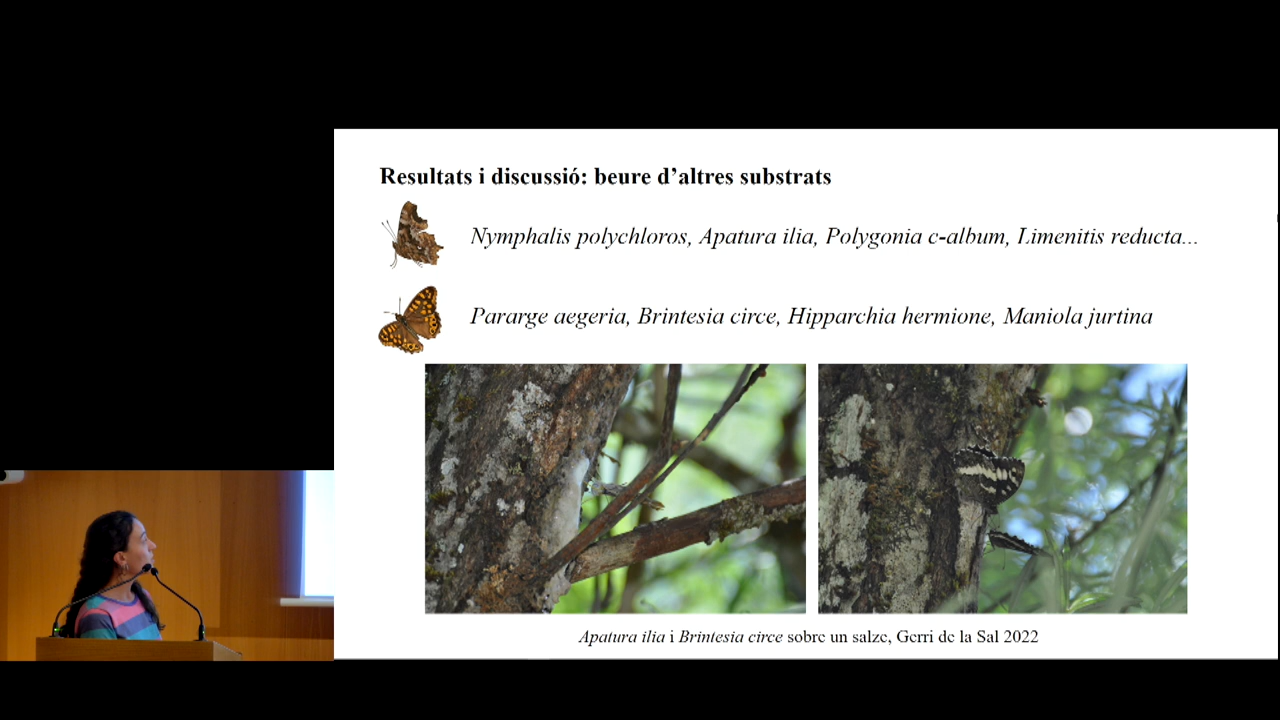 Resultats i discussió: beure d’altres substrats
Nymphalis polychloros, Apatura ilia, Polygonia c-album, Limenitis reducta...
Pararge aegeria, Brintesia circe, Hipparchia hermione, Maniola jurtina
Apatura ilia i Brintesia circe sobre un salze, Gerri de la Sal 2022